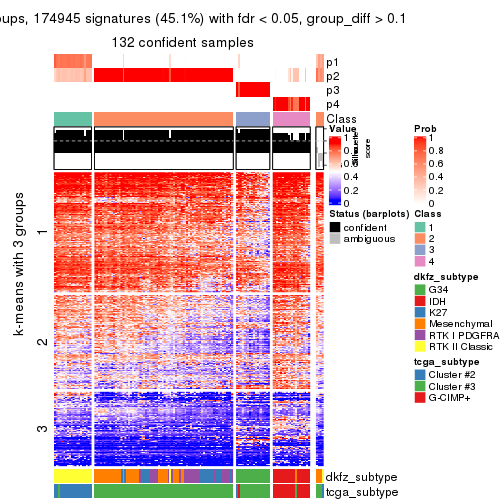 oups, 174945 signatures (45.1%) with fdr < 0.05, group_diff > 0.1
132 confident samples
p1
p2
p3
p4
Class
Silhouette score
k-means with 3 groups
1
2
3
dkfz_subtype
tcga_subtype
Value
1
0.8
0.6
0.4
0.2
0
Status (barplots)
confident
ambiguous
Prob
1
0.8
0.6
0.4
0.2
0
Class
1
2
3
4
dkfz_subtype
G34
IDH
K27
Mesenchymal
RTK I PDGFRA
RTK II Classic
tcga_subtype
Cluster #2
Cluster #3
G-CIMP+